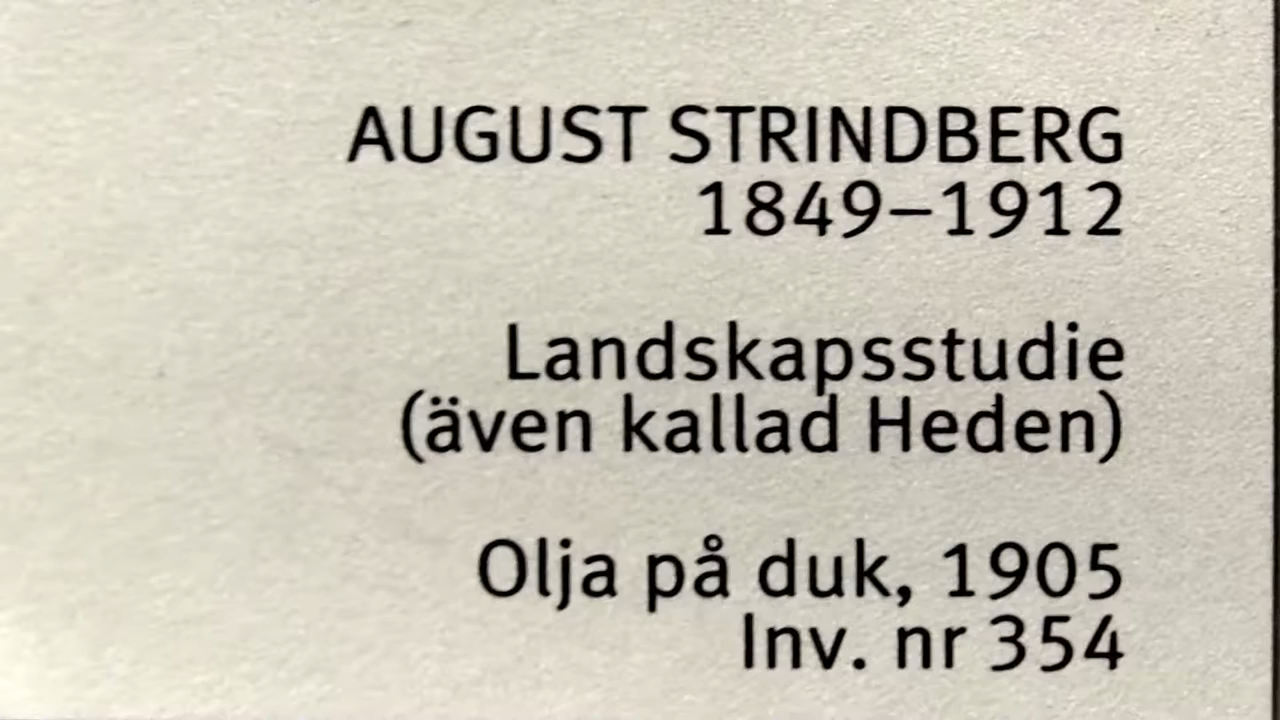 AUGUST STRINDBERG
1849–1912
Landskapsstudie
(även kallad Heden)
Olja på duk, 1905
Inv. nr 354